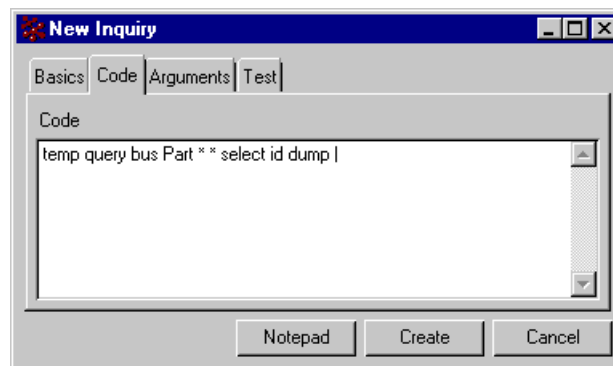 New Inquiry
Basics Code Arguments Test
Code
temp query bus Part * * select id dump |
Notepad Create Cancel